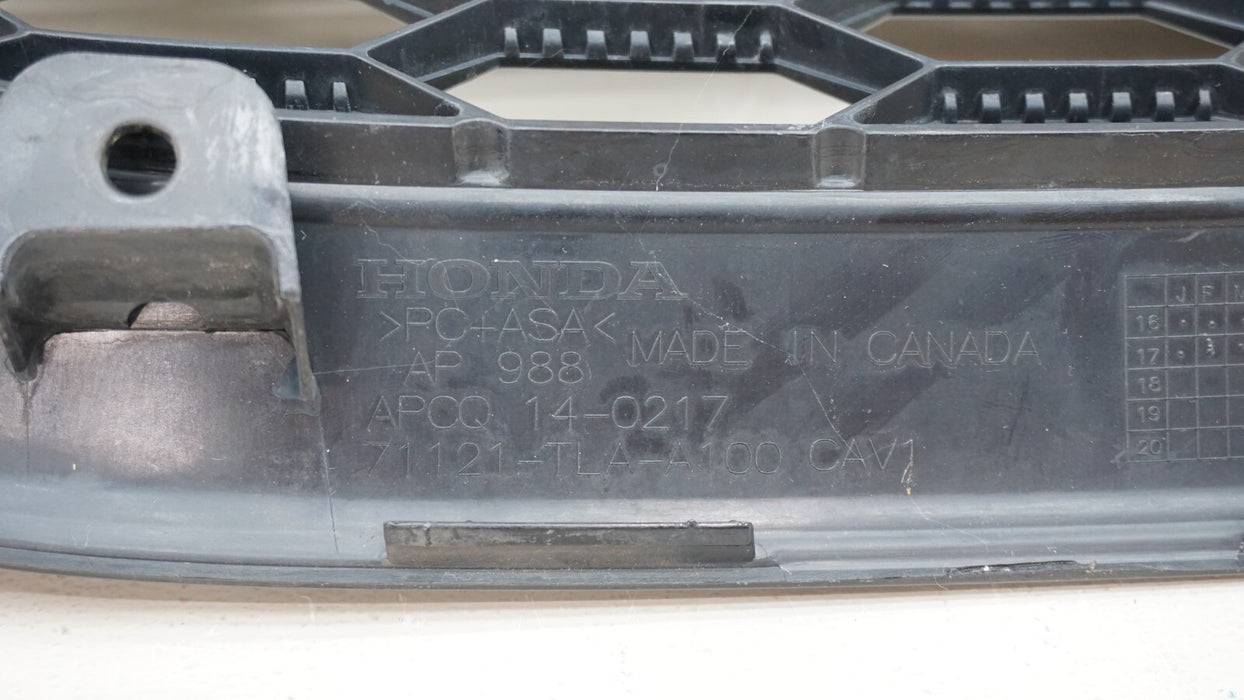 HONDA
>PC+ASA<
MADE IN CANADA
AP 988
APCQ 14-0217
71121-TLA-A100 CAV1
J F M
16
17
18
19
20